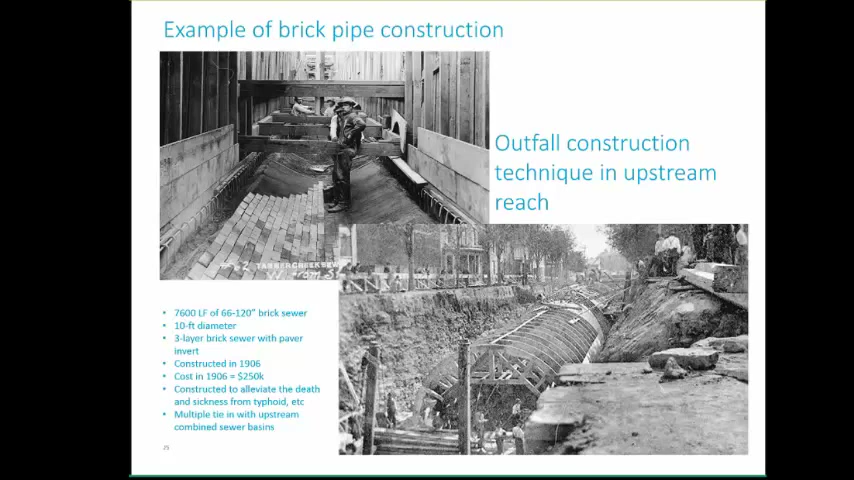 Example of brick pipe construction
Outfall construction
technique in upstream
reach
• 7600 LF of 66-120" brick sewer
• 10-ft diameter
• 3-layer brick sewer with paver
invert
• Constructed in 1906
• Cost in 1906 = $250k
• Constructed to alleviate the death
and sickness from typhoid, etc
• Multiple tie in with upstream
combined sewer basins